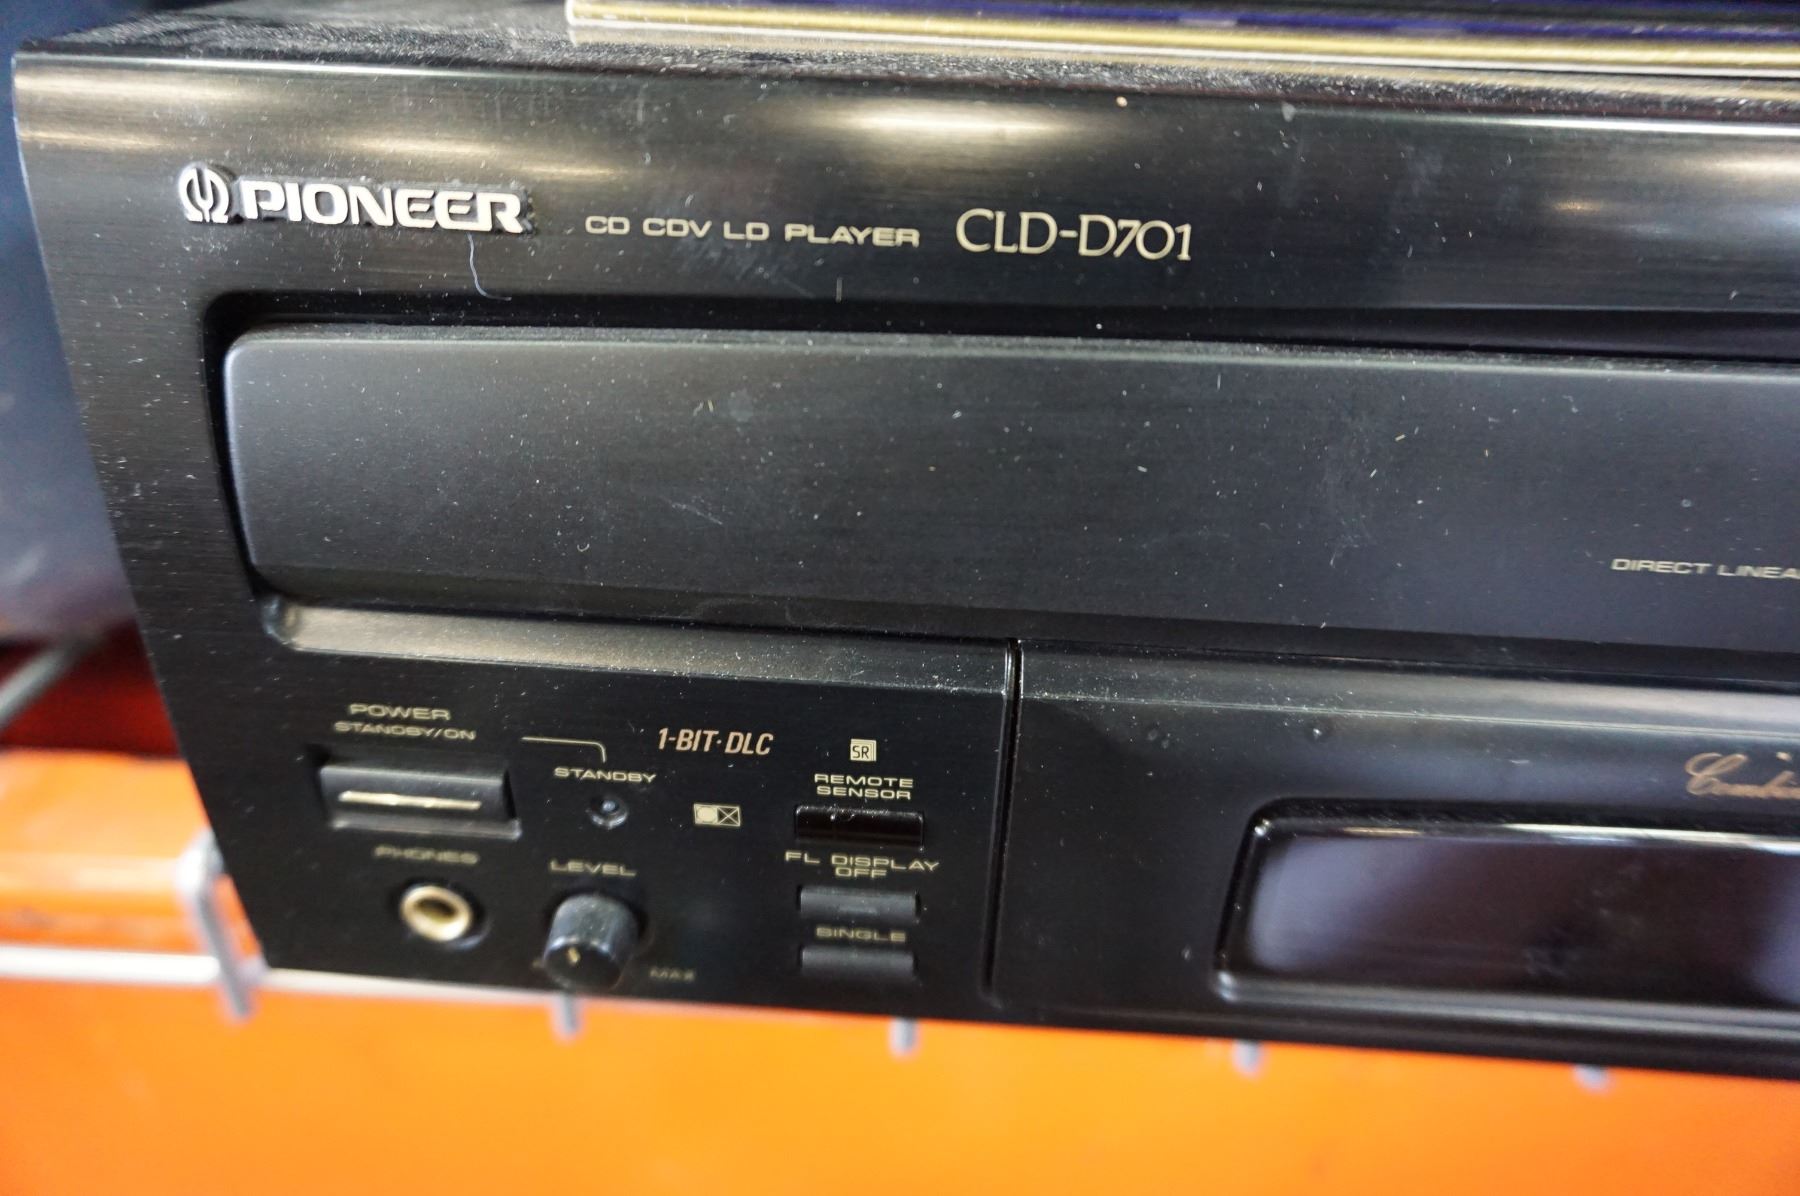 PIONEER CD CDV LD PLAYER CLD-D701
DIRECT LINEA
POWER
STANDBY/ON
STANDBY
1-BIT·DLC
SR
REMOTE
SENSOR
PHONES
LEVEL
MAX
FL DISPLAY
OFF
SINGLE